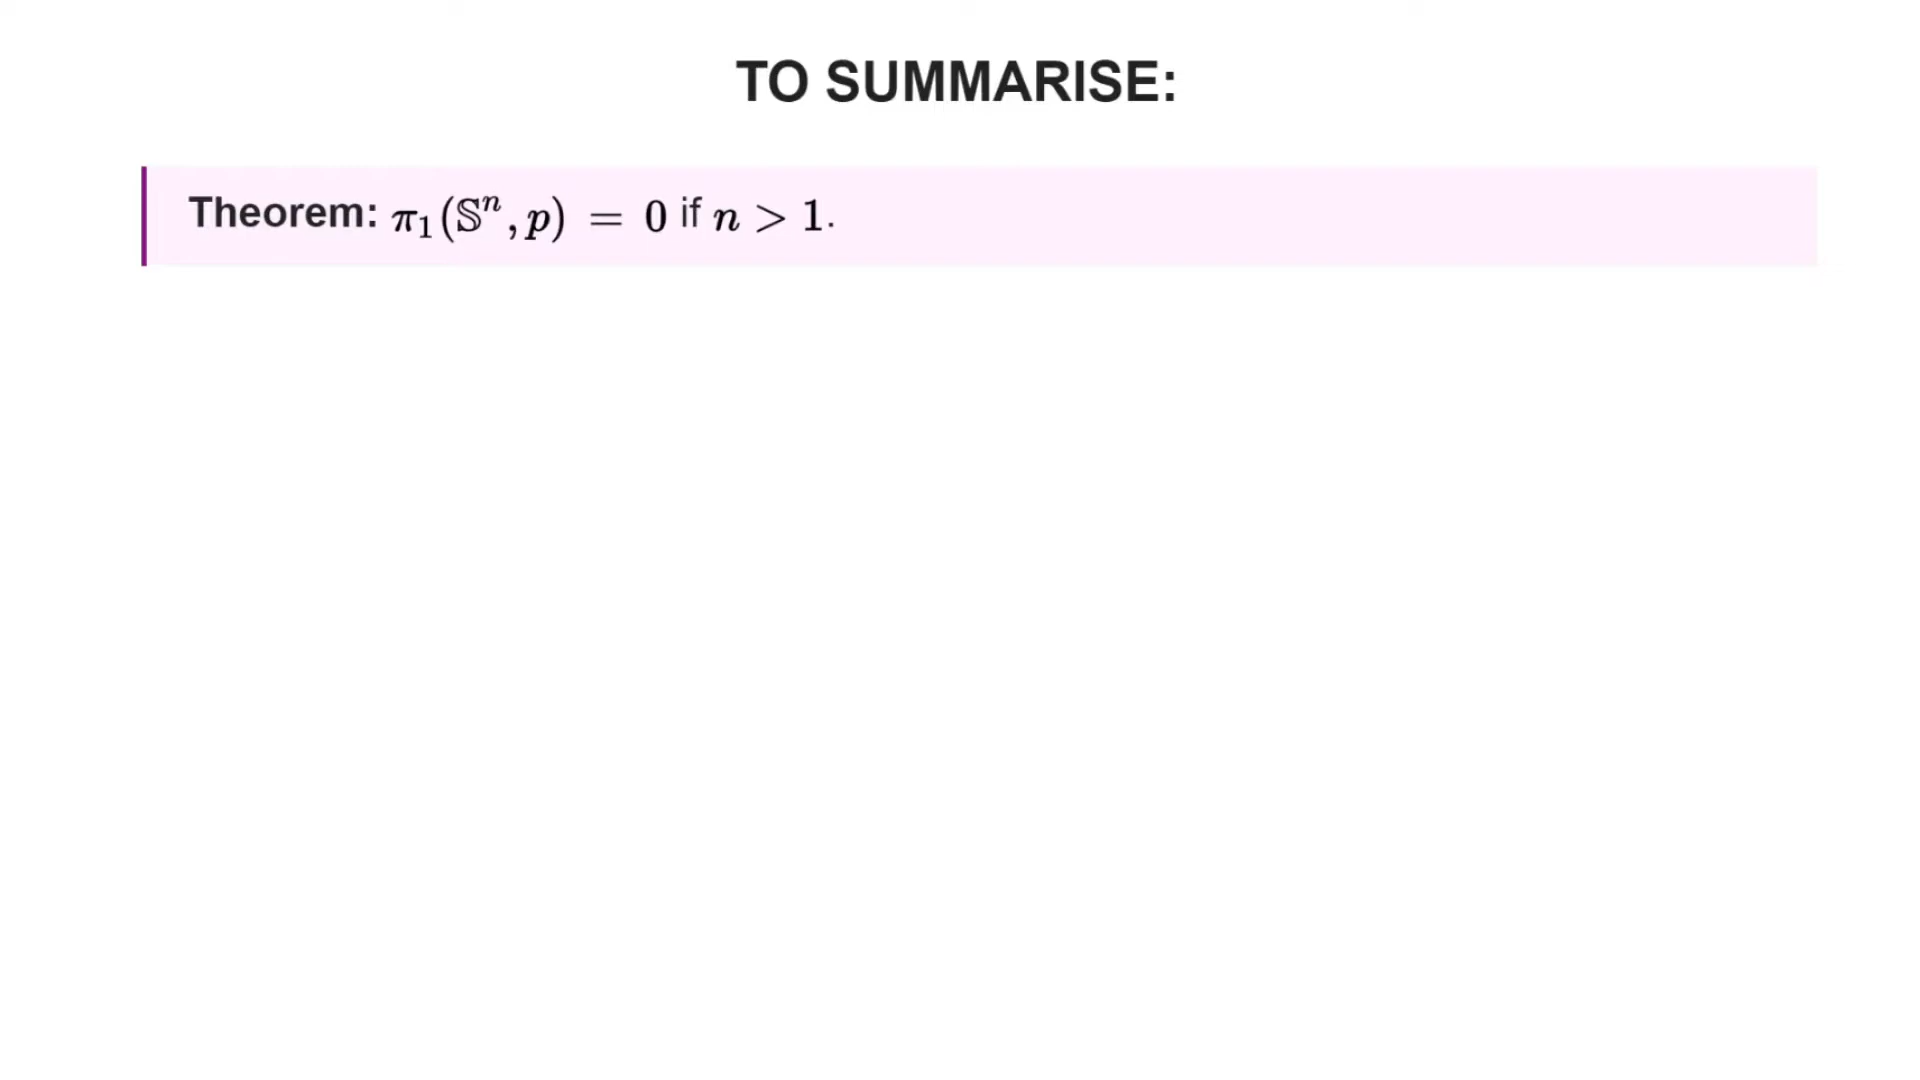 TO SUMMARISE:
Theorem: π₁(𝕊ⁿ, p) = 0 if n > 1.